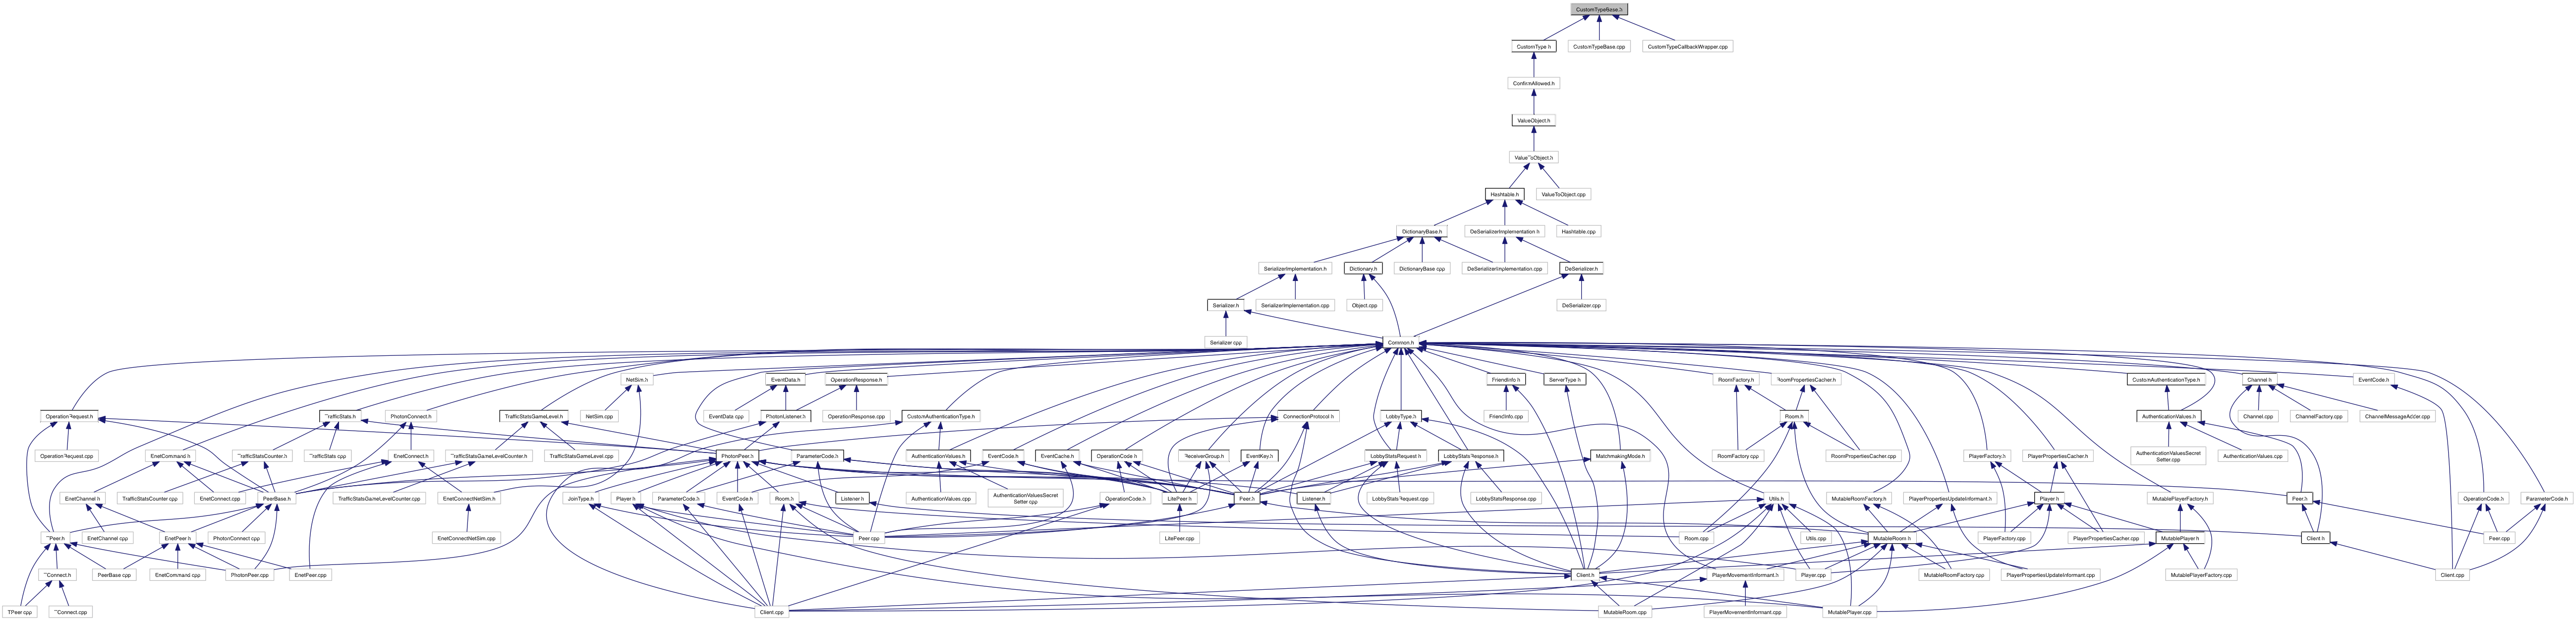 CustomTypeBase.h
CustomType.h
CustomTypeBase.cpp
CustomTypeCallbackWrapper.cpp
ConfirmAllowed.h
ValueObject.h
ValueToObject.h
Hashtable.h
ValueToObject.cpp
DictionaryBase.h
DeSerializerImplementation.h
Hashtable.cpp
SerializerImplementation.h
Dictionary.h
DictionaryBase.cpp
DeSerializerImplementation.cpp
DeSerializer.h
Serializer.h
SerializerImplementation.cpp
Object.cpp
DeSerializer.cpp
Serializer.cpp
Common.h
NetSim.h
EventData.h
OperationResponse.h
FriendInfo.h
ServerType.h
RoomFactory.h
RoomPropertiesCacher.h
CustomAuthenticationType.h
Channel.h
EventCode.h
OperationRequest.h
TrafficStats.h
PhotonConnect.h
TrafficStatsGameLevel.h
NetSim.cpp
EventData.cpp
PhotonListener.h
OperationResponse.cpp
CustomAuthenticationType.h
ConnectionProtocol.h
LobbyType.h
FriendInfo.cpp
Room.h
AuthenticationValues.h
Channel.cpp
ChannelFactory.cpp
ChannelMessageAdder.cpp
OperationRequest.cpp
EnetCommand.h
TrafficStatsCounter.h
TrafficStats.cpp
EnetConnect.h
TrafficStatsGameLevelCounter.h
TrafficStatsGameLevel.cpp
PhotonPeer.h
ParameterCode.h
AuthenticationValues.h
EventCode.h
EventCache.h
OperationCode.h
ReceiverGroup.h
EventKey.h
LobbyStatsRequest.h
LobbyStatsResponse.h
MatchmakingMode.h
RoomFactory.cpp
RoomPropertiesCacher.cpp
PlayerFactory.h
PlayerPropertiesCacher.h
AuthenticationValuesSecret
Setter.cpp
AuthenticationValues.cpp
EnetChannel.h
TrafficStatsCounter.cpp
EnetConnect.cpp
PeerBase.h
TrafficStatsGameLevelCounter.cpp
EnetConnectNetSim.h
JoinType.h
Player.h
ParameterCode.h
EventCode.h
Room.h
Listener.h
AuthenticationValues.cpp
AuthenticationValuesSecret
Setter.cpp
OperationCode.h
LitePeer.h
Peer.h
Listener.h
LobbyStatsRequest.cpp
LobbyStatsResponse.cpp
Utils.h
MutableRoomFactory.h
PlayerPropertiesUpdateInformant.h
Player.h
MutablePlayerFactory.h
Peer.h
OperationCode.h
ParameterCode.h
TPeer.h
EnetChannel.cpp
EnetPeer.h
PhotonConnect.cpp
EnetConnectNetSim.cpp
Peer.cpp
LitePeer.cpp
Room.cpp
Utils.cpp
MutableRoom.h
PlayerFactory.cpp
PlayerPropertiesCacher.cpp
MutablePlayer.h
Client.h
Peer.cpp
TConnect.h
PeerBase.cpp
EnetCommand.cpp
PhotonPeer.cpp
EnetPeer.cpp
Client.h
PlayerMovementInformant.h
Player.cpp
MutableRoomFactory.cpp
PlayerPropertiesUpdateInformant.cpp
MutablePlayerFactory.cpp
Client.cpp
TPeer.cpp
TConnect.cpp
Client.cpp
MutableRoom.cpp
PlayerMovementInformant.cpp
MutablePlayer.cpp